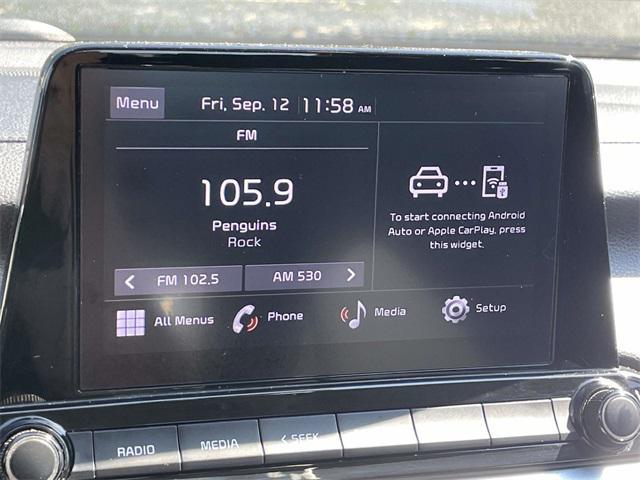 Menu
Fri, Sep. 12 11:58 AM
FM
105.9
Penguins
Rock
FM 102.5
AM 530
To start connecting Android
Auto or Apple CarPlay, press
this widget.
All Menus
Phone
Media
Setup
RADIO
MEDIA
< SEEK